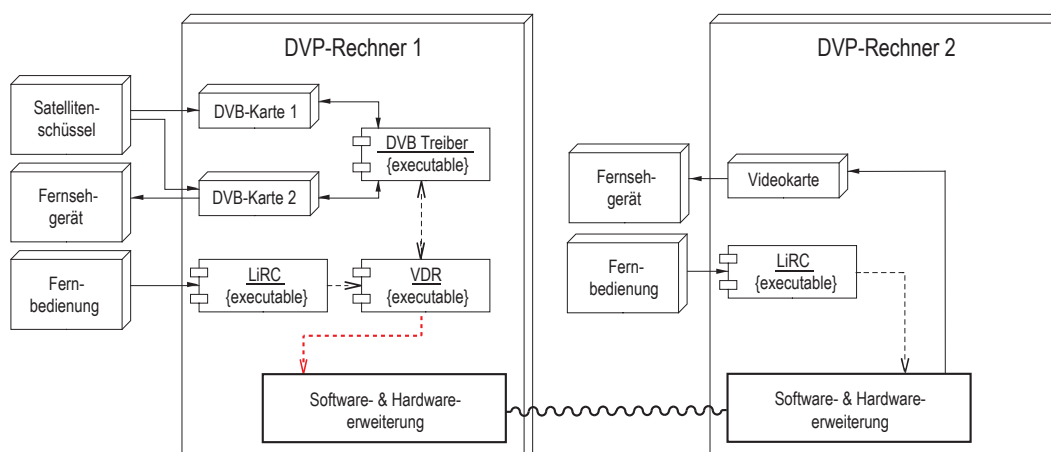 DVP-Rechner 1
Satelliten-
schüssel
DVB-Karte 1
DVB Treiber
{executable}
Fernseh-
gerät
DVB-Karte 2
Fern-
bedienung
LiRC
{executable}
VDR
{executable}
Software- & Hardware-
erweiterung
DVP-Rechner 2
Fernseh-
gerät
Videokarte
Fern-
bedienung
LiRC
{executable}
Software- & Hardware-
erweiterung